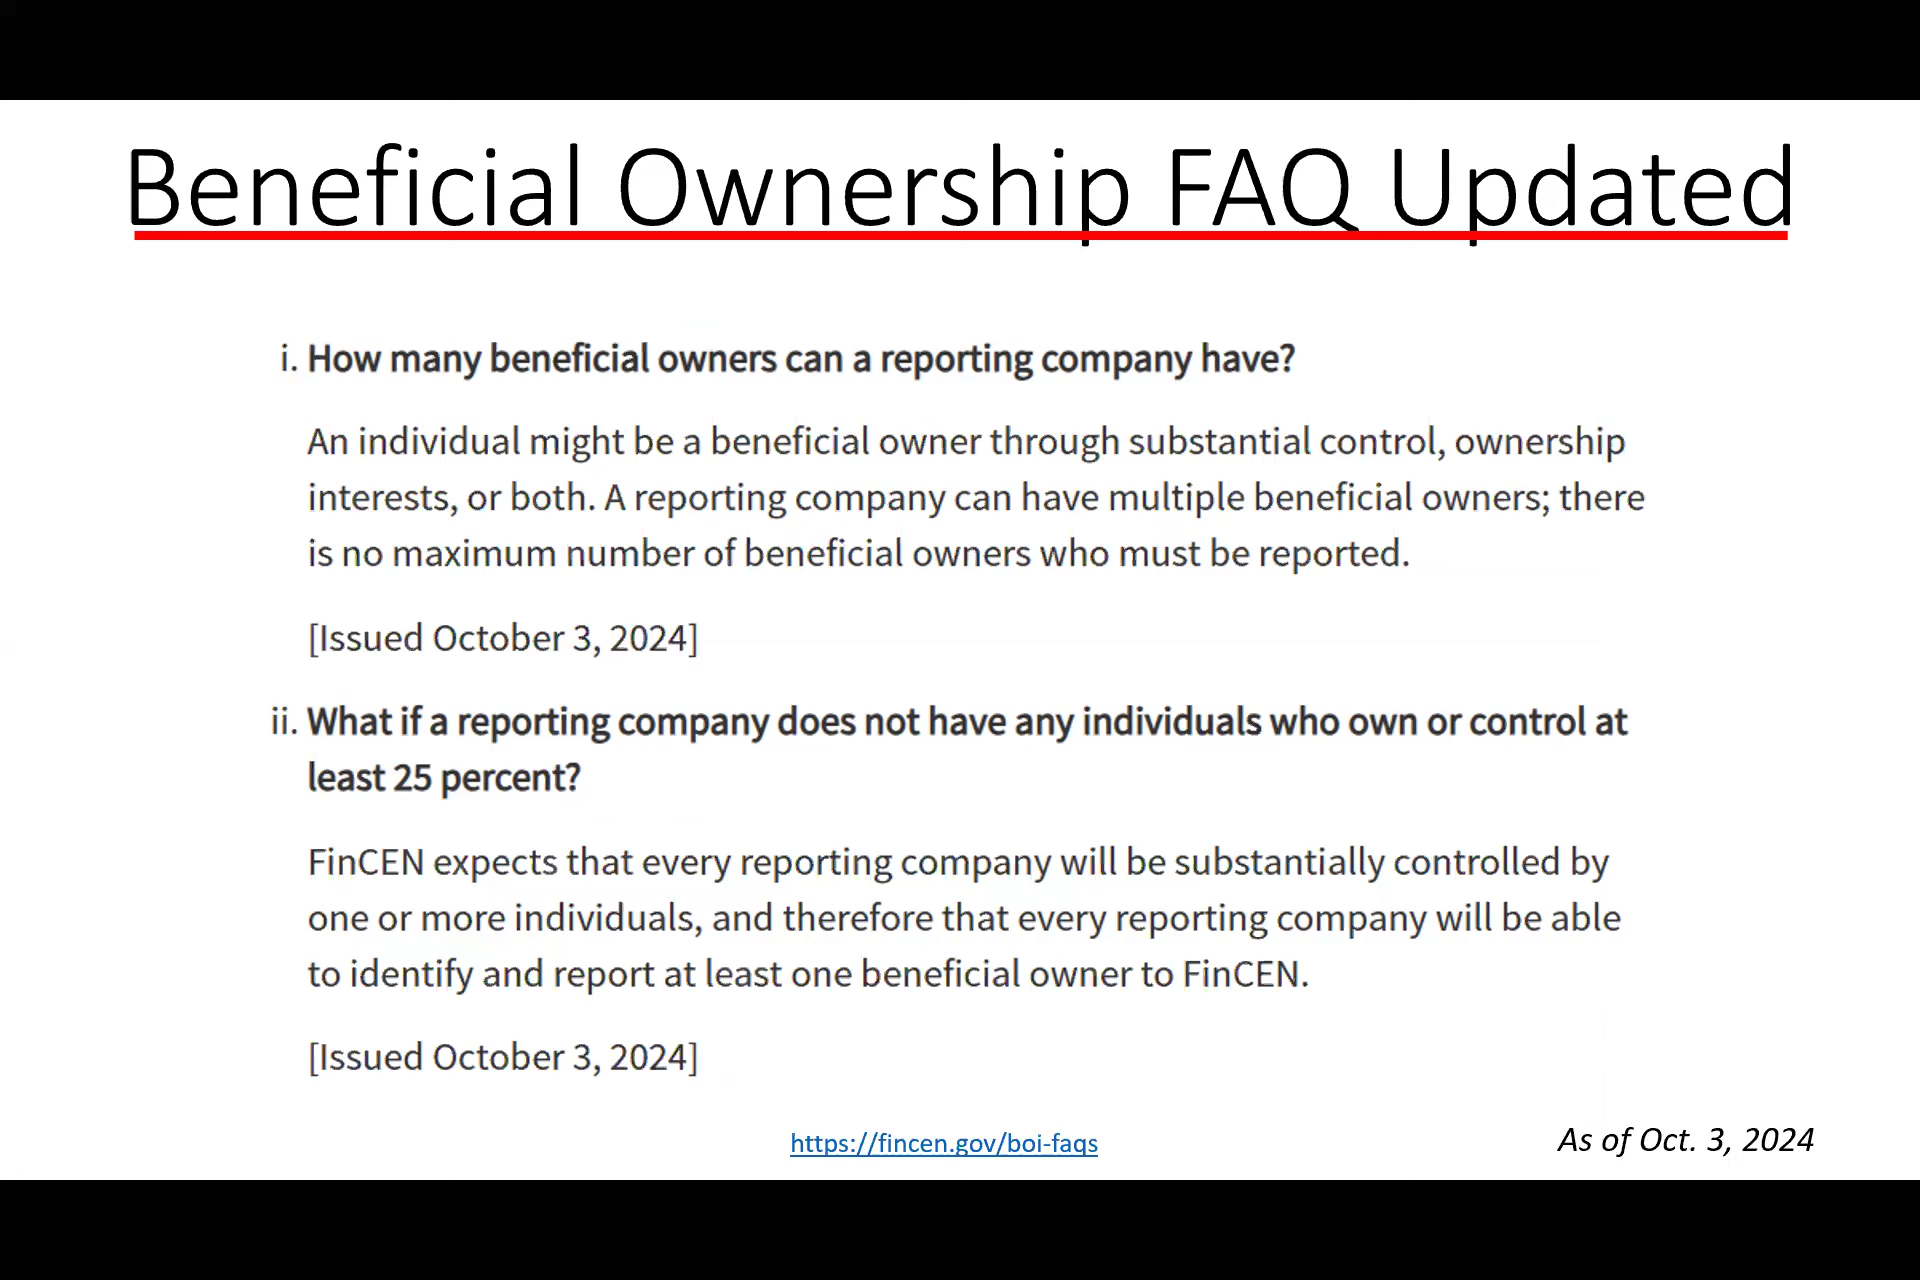 Beneficial Ownership FAQ Updated
i. How many beneficial owners can a reporting company have?
An individual might be a beneficial owner through substantial control, ownership
interests, or both. A reporting company can have multiple beneficial owners; there
is no maximum number of beneficial owners who must be reported.
[Issued October 3, 2024]
ii. What if a reporting company does not have any individuals who own or control at
least 25 percent?
FinCEN expects that every reporting company will be substantially controlled by
one or more individuals, and therefore that every reporting company will be able
to identify and report at least one beneficial owner to FinCEN.
[Issued October 3, 2024]
https://fincen.gov/boi-faqs
As of Oct. 3, 2024